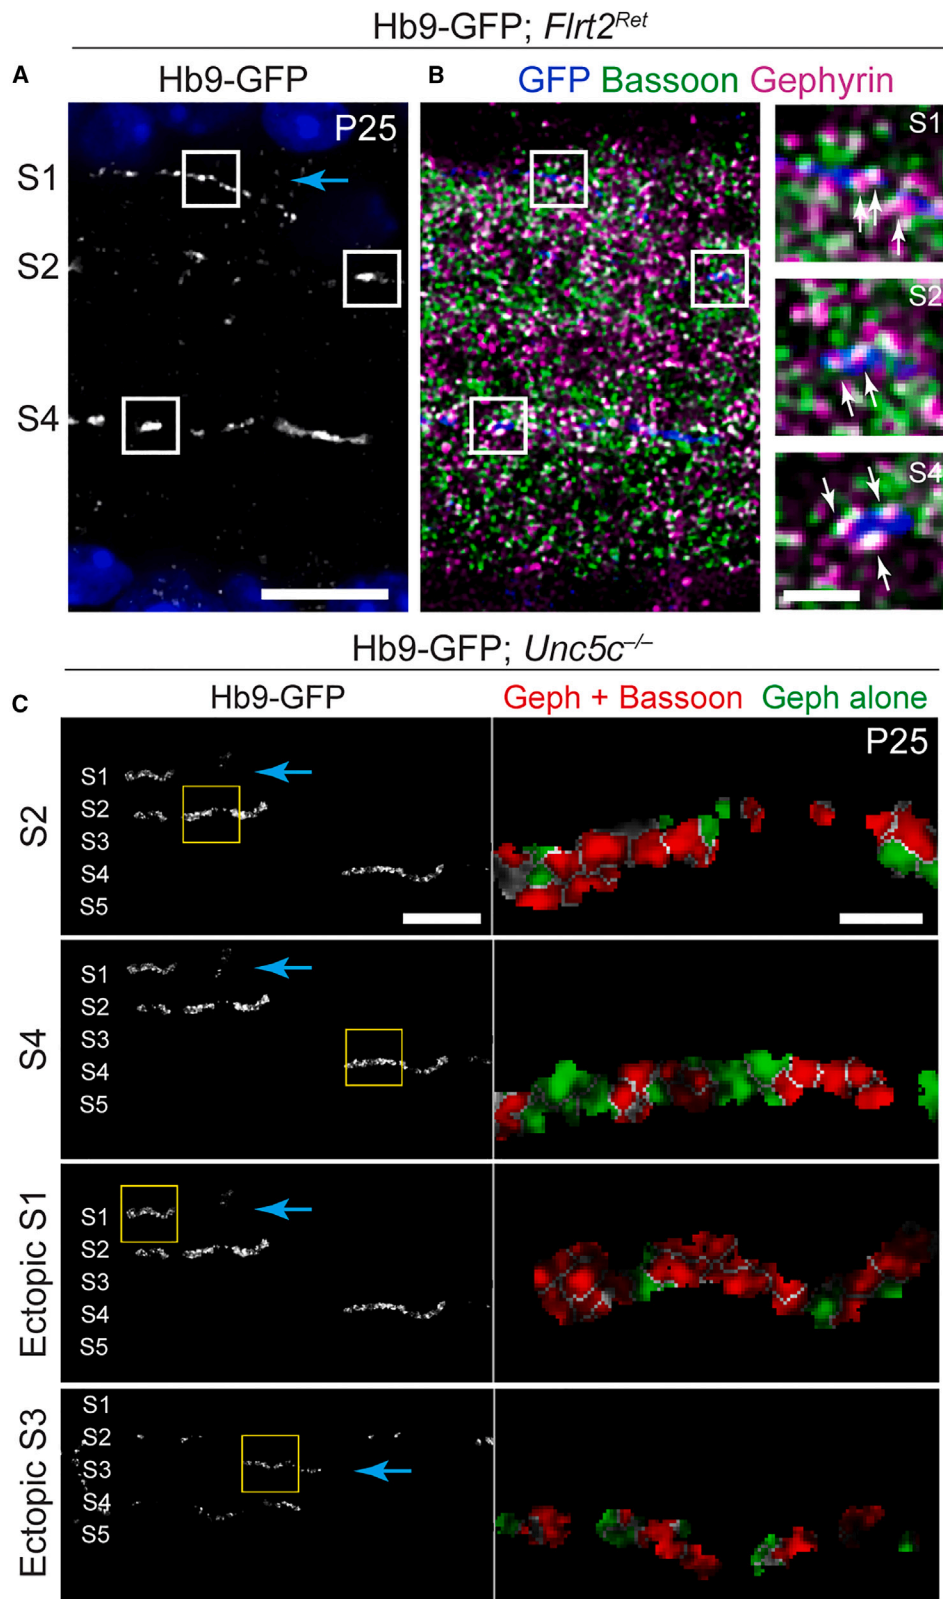 Hb9-GFP; Flrt2Ret
A
Hb9-GFP
B
GFP Bassoon Gephyrin
P25
S1
S2
S4
S1
S2
S4
Hb9-GFP; Unc5c–/–
C
Hb9-GFP
Geph + Bassoon
Geph alone
P25
S2
S1
S2
S3
S4
S5
S4
S1
S2
S3
S4
S5
Ectopic S1
S1
S2
S3
S4
S5
Ectopic S3
S1
S2
S3
S4
S5